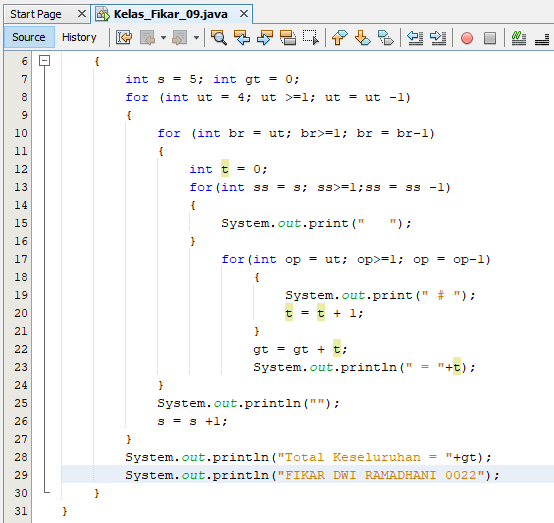 Start Page × Kelas_Fikar_09.java ×
Source History
6 {
7 int s = 5; int gt = 0;
8 for (int ut = 4; ut >=1; ut = ut -1)
9 {
10 for (int br = ut; br>=1; br = br-1)
11 {
12 int t = 0;
13 for(int ss = s; ss>=1;ss = ss -1)
14 {
15 System.out.print("   ");
16 }
17 for(int op = ut; op>=1; op = op-1)
18 {
19 System.out.print(" # ");
20 t = t + 1;
21 }
22 gt = gt + t;
23 System.out.println(" = "+t);
24 }
25 System.out.println("");
26 s = s +1;
27 }
28 System.out.println("Total Keseluruhan = "+gt);
29 System.out.println("FIKAR DWI RAMADHANI 0022");
30 }
31 }